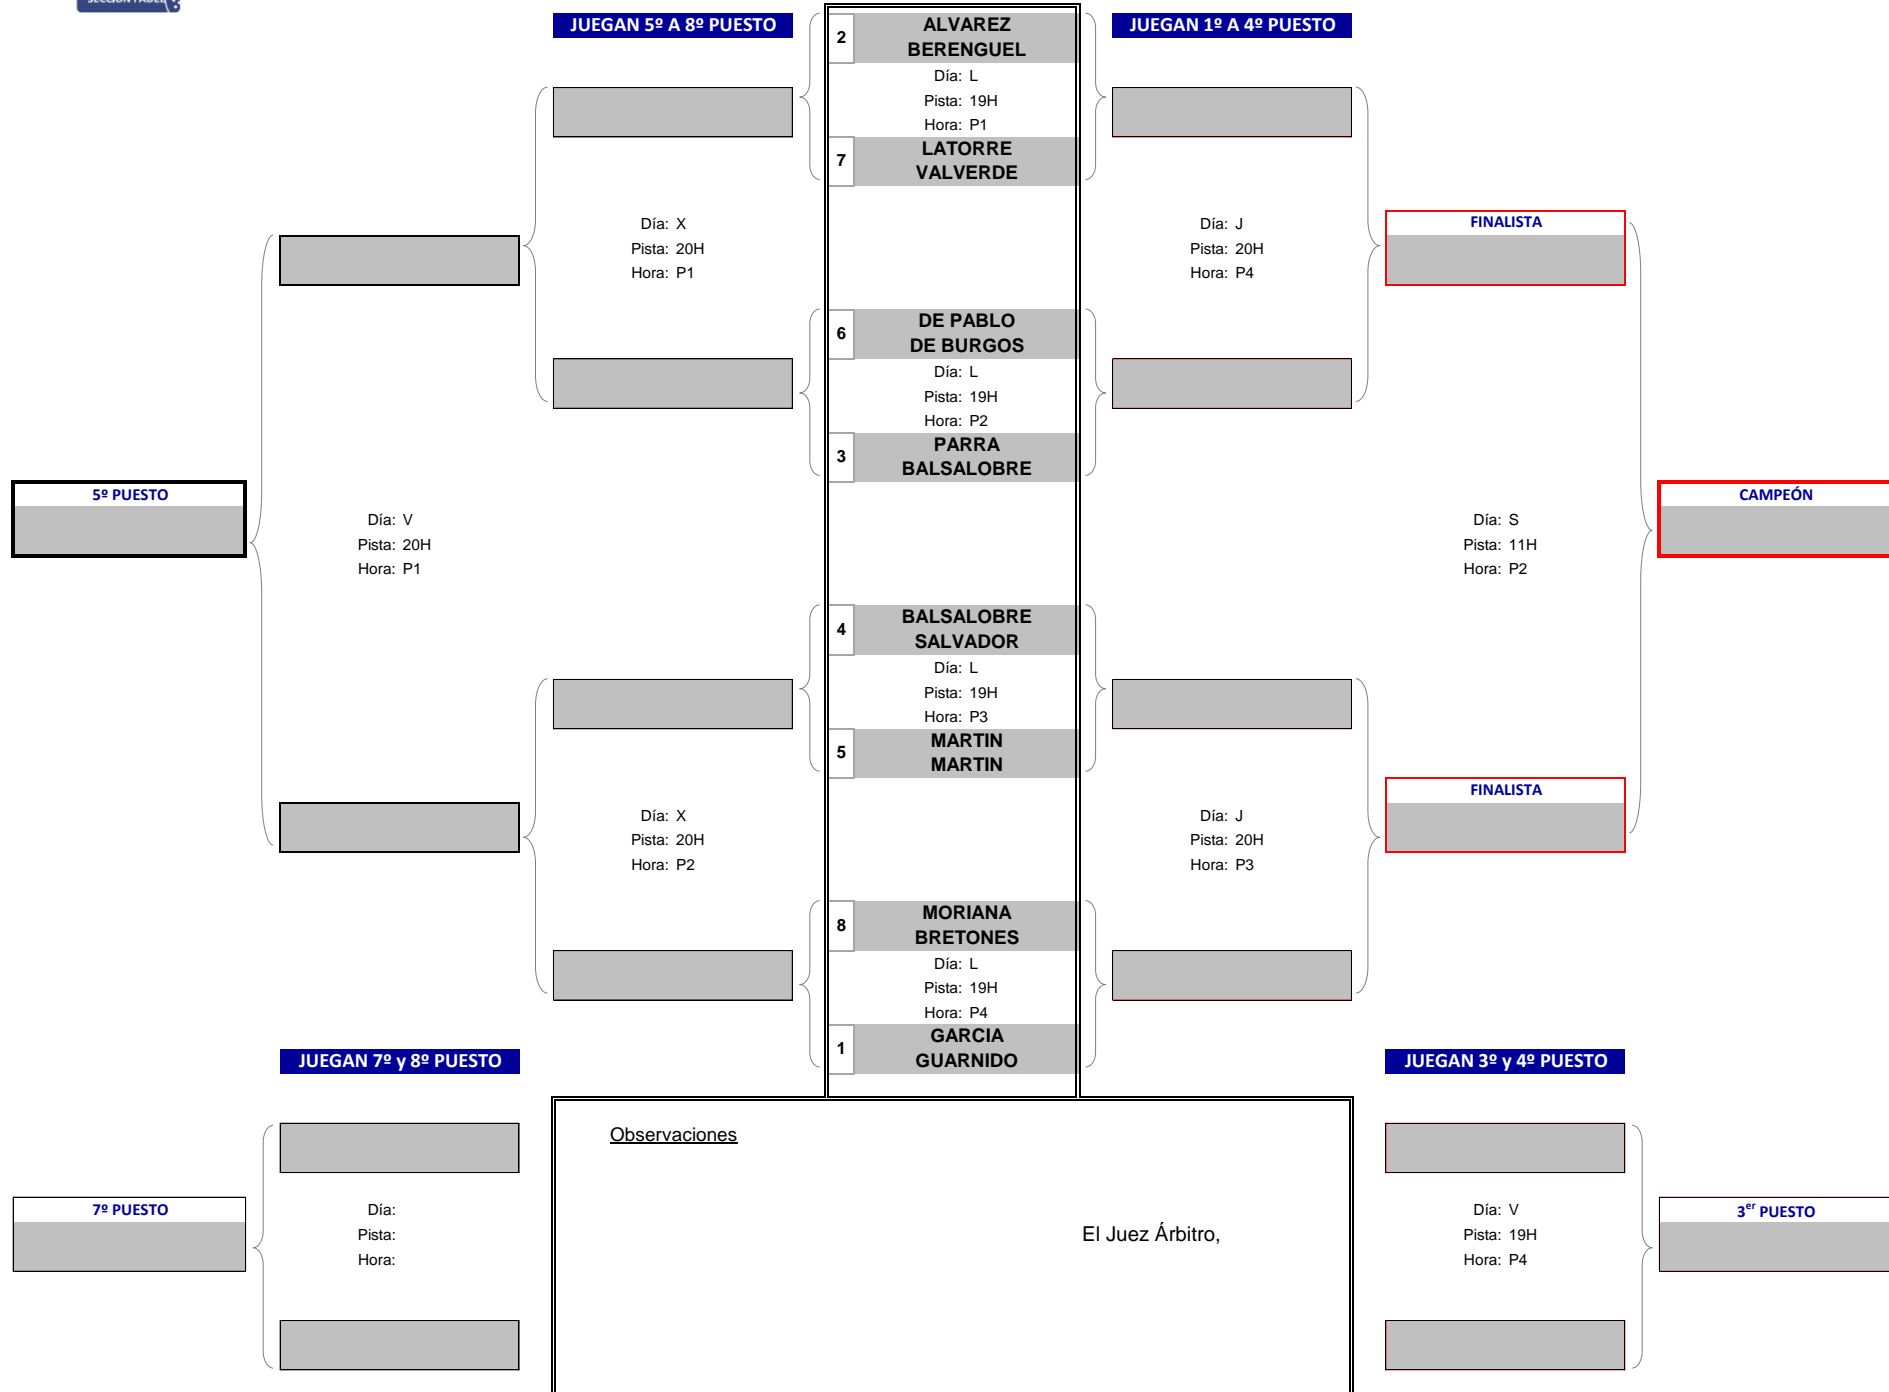 SECCIÓN PADEL
JUEGAN 5º A 8º PUESTO
2
ALVAREZ
BERENGUEL
JUEGAN 1º A 4º PUESTO
Día: L
Pista: 19H
Hora: P1
7
LATORRE
VALVERDE
Día: X
Pista: 20H
Hora: P1
Día: J
Pista: 20H
Hora: P4
FINALISTA
6
DE PABLO
DE BURGOS
Día: L
Pista: 19H
Hora: P2
3
PARRA
BALSALOBRE
5º PUESTO
Día: V
Pista: 20H
Hora: P1
Día: S
Pista: 11H
Hora: P2
CAMPEÓN
4
BALSALOBRE
SALVADOR
Día: L
Pista: 19H
Hora: P3
5
MARTIN
MARTIN
Día: X
Pista: 20H
Hora: P2
Día: J
Pista: 20H
Hora: P3
FINALISTA
8
MORIANA
BRETONES
Día: L
Pista: 19H
Hora: P4
1
GARCIA
GUARNIDO
JUEGAN 7º y 8º PUESTO
JUEGAN 3º y 4º PUESTO
Observaciones
7º PUESTO
Día:
Pista:
Hora:
El Juez Árbitro,
Día: V
Pista: 19H
Hora: P4
3er PUESTO